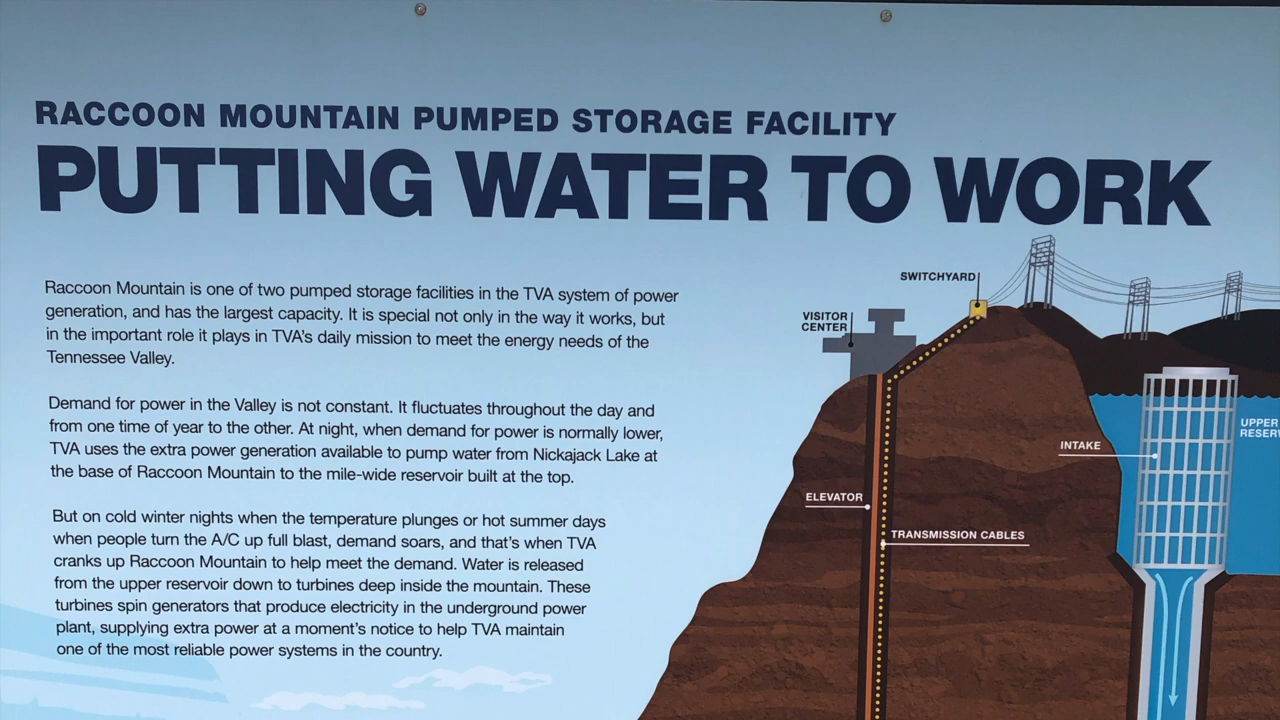 RACCOON MOUNTAIN PUMPED STORAGE FACILITY
PUTTING WATER TO WORK
Raccoon Mountain is one of two pumped storage facilities in the TVA system of power
generation, and has the largest capacity. It is special not only in the way it works, but
in the important role it plays in TVA's daily mission to meet the energy needs of the
Tennessee Valley.
Demand for power in the Valley is not constant. It fluctuates throughout the day and
from one time of year to the other. At night, when demand for power is normally lower,
TVA uses the extra power generation available to pump water from Nickajack Lake at
the base of Raccoon Mountain to the mile-wide reservoir built at the top.
But on cold winter nights when the temperature plunges or hot summer days
when people turn the A/C up full blast, demand soars, and that's when TVA
cranks up Raccoon Mountain to help meet the demand. Water is released
from the upper reservoir down to turbines deep inside the mountain. These
turbines spin generators that produce electricity in the underground power
plant, supplying extra power at a moment's notice to help TVA maintain
one of the most reliable power systems in the country.
SWITCHYARD
VISITOR
CENTER
UPPER
INTAKE
ELEVATOR
TRANSMISSION CABLES